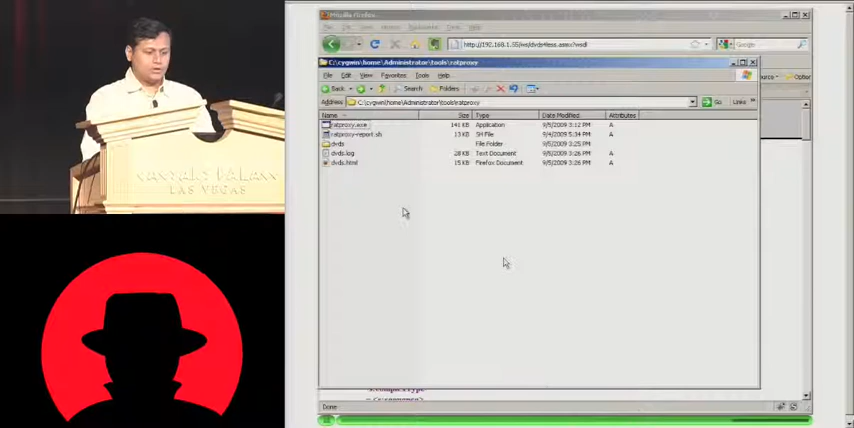 CAESARS PALACE
LAS VEGAS
Mozilla Firefox
http://192.168.1.55/ws/dvds4less.asmx?wsdl
Google
C:\cygwin\home\Administrator\tools\ratproxy
File Edit View Favorites Tools Help
Back Search Folders
Address C:\cygwin\home\Administrator\tools\ratproxy Go Links »
Name Size Type Date Modified Attributes
ratproxy.exe 141 KB Application 9/5/2009 3:12 PM A
ratproxy-report.sh 13 KB SH File 9/4/2009 5:34 PM A
dvds File Folder 9/5/2009 3:25 PM
dvds.log 28 KB Text Document 9/5/2009 3:26 PM A
dvds.html 15 KB Firefox Document 9/5/2009 3:26 PM A
Done